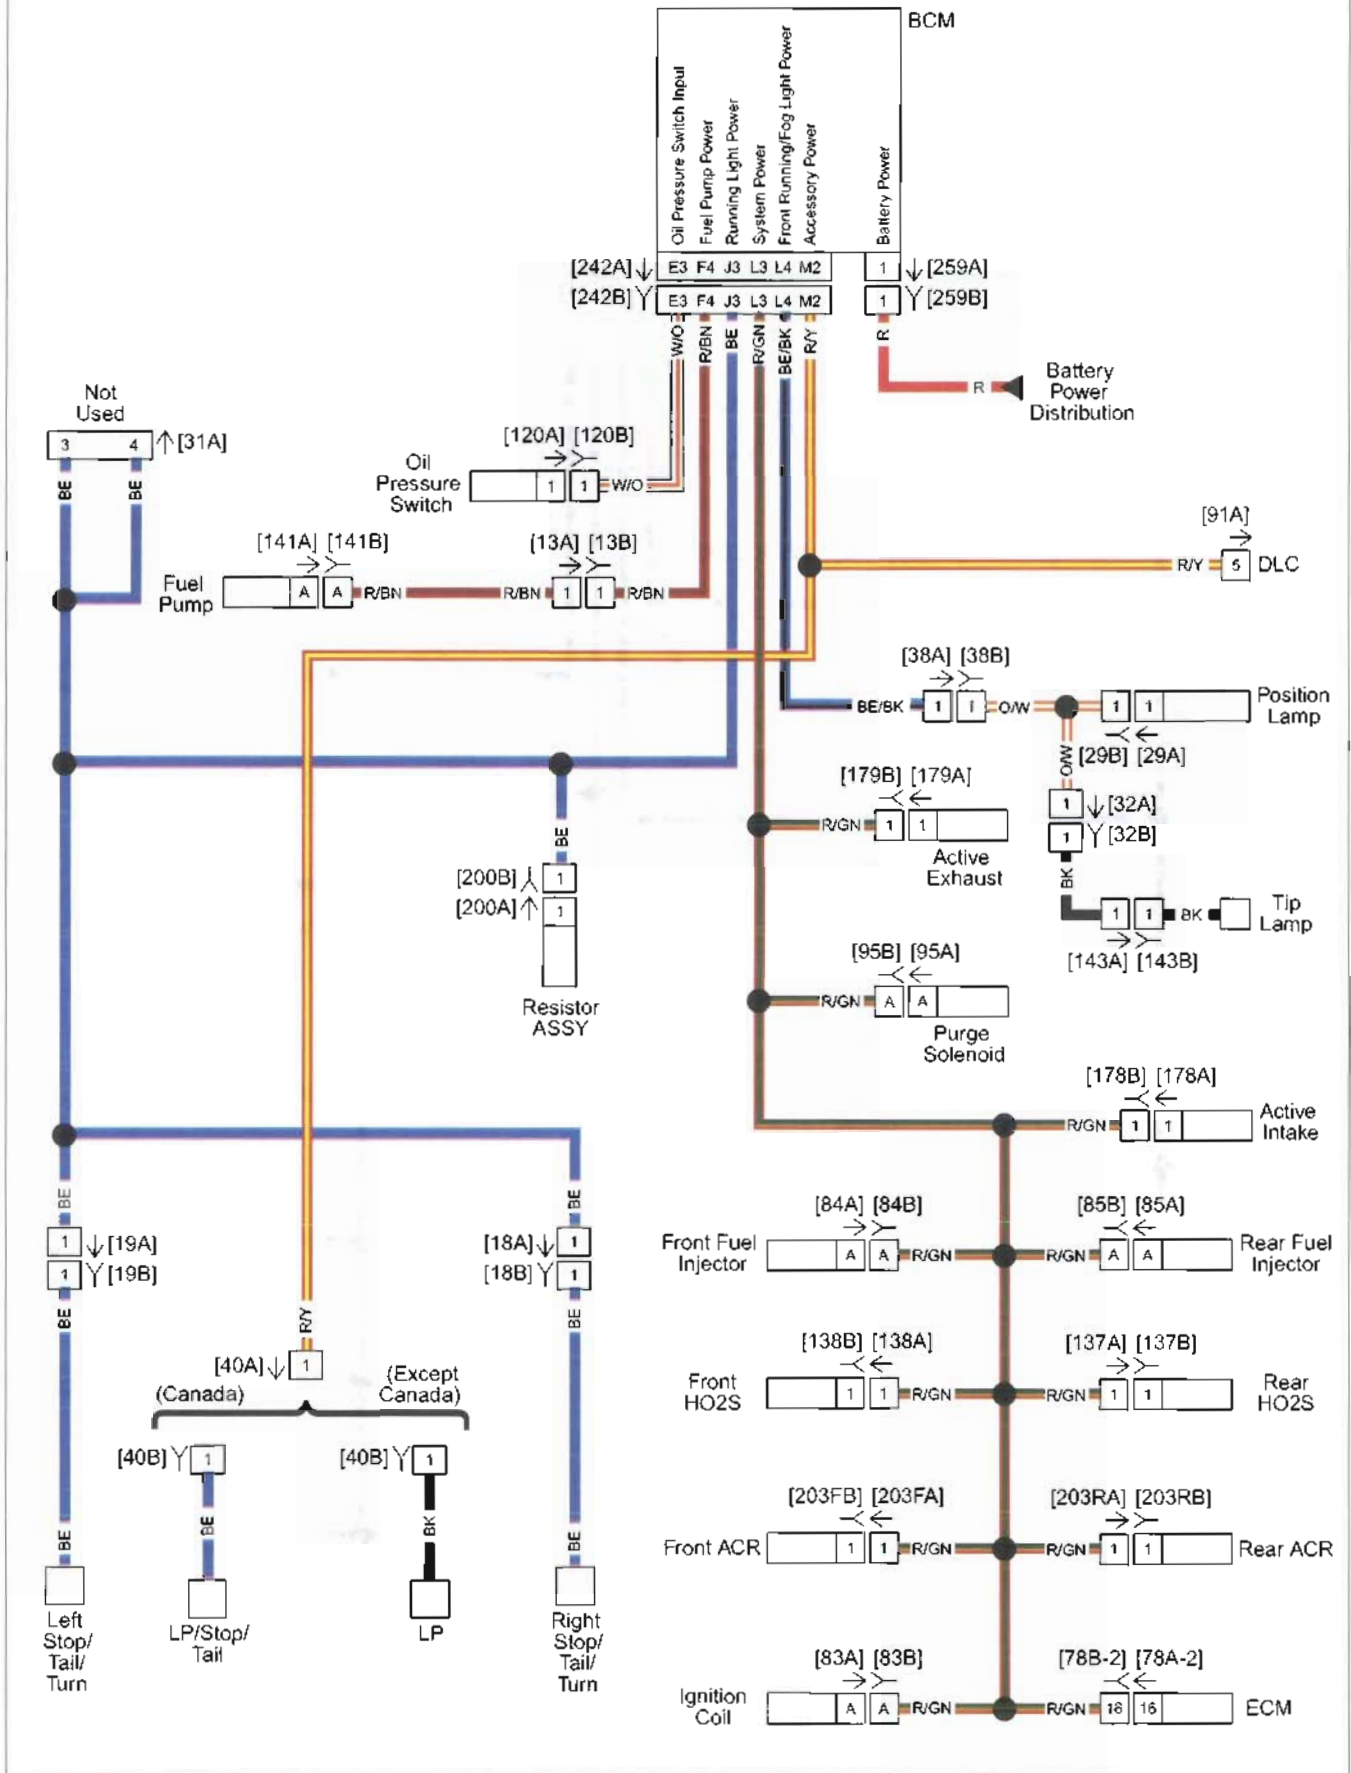 BCM
Oil Pressure Switch Input
Fuel Pump Power
Running Light Power
System Power
Front Running/Fog Light Power
Accessory Power
Battery Power
[242A] E3 F4 J3 L3 L4 M2 1 [259A]
[242B] E3 F4 J3 L3 L4 M2 1 [259B]
W/O R/BN BE R/GN BE/BK R/Y R
R Battery
Power
Distribution
Not
Used
3 4 [31A]
BE BE
[120A] [120B]
Oil
Pressure
Switch
1 1 W/O
[91A]
R/Y 5 DLC
[141A] [141B] [13A] [13B]
Fuel
Pump
A A R/BN R/BN 1 1 R/BN
[38A] [38B]
BE/BK 1 1 O/W 1 1 Position
Lamp
[29B] [29A]
O/W
1 [32A]
1 [32B]
BK
1 1 BK Tip
Lamp
[143A] [143B]
[179B] [179A]
R/GN 1 1
Active
Exhaust
BE
[200B] 1
[200A] 1
Resistor
ASSY
[95B] [95A]
R/GN A A
Purge
Solenoid
[178B] [178A]
R/GN 1 1 Active
Intake
BE BE
1 [19A] [18A] 1
1 [19B] [18B] 1
BE BE
[84A] [84B] [85B] [85A]
Front Fuel
Injector
A A R/GN R/GN A A
Rear Fuel
Injector
R/Y
[40A] 1
(Canada) (Except
Canada)
[40B] 1 [40B] 1
BE BE BK BE
Left
Stop/
Tail/
Turn
LP/Stop/
Tail
LP
Right
Stop/
Tail/
Turn
[138B] [138A] [137A] [137B]
Front
HO2S
1 1 R/GN R/GN 1 1
Rear
HO2S
[203FB] [203FA] [203RA] [203RB]
Front ACR 1 1 R/GN R/GN 1 1 Rear ACR
[83A] [83B] [78B-2] [78A-2]
Ignition
Coil
A A R/GN R/GN 16 16 ECM